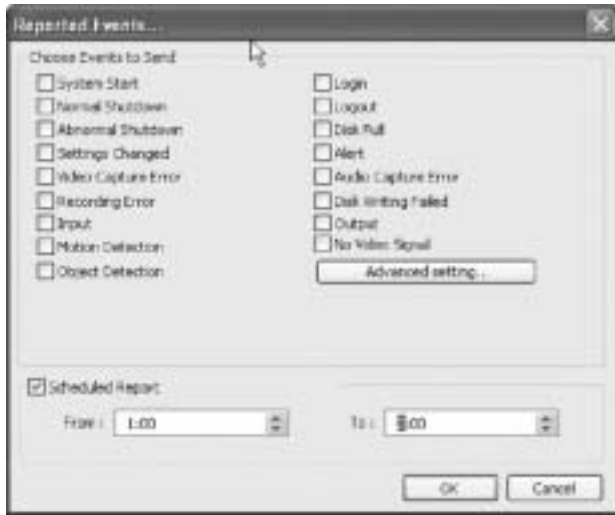 Reported Events...
Choose Events to Send
System Start
Normal Shutdown
Abnormal Shutdown
Settings Changed
Video Capture Error
Recording Error
Input
Motion Detection
Object Detection
Login
Logout
Disk Full
Alert
Audio Capture Error
Disk Writing Failed
Output
No Video Signal
Advanced setting...
Scheduled Report
From : 1:00
To : :00
OK Cancel